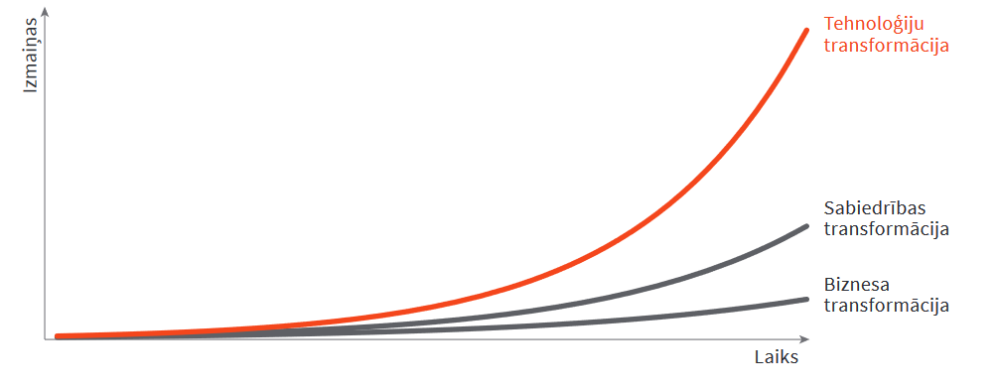 Izmaiņas
Tehnoloģiju
transformācija
Sabiedrības
transformācija
Biznesa
transformācija
Laiks